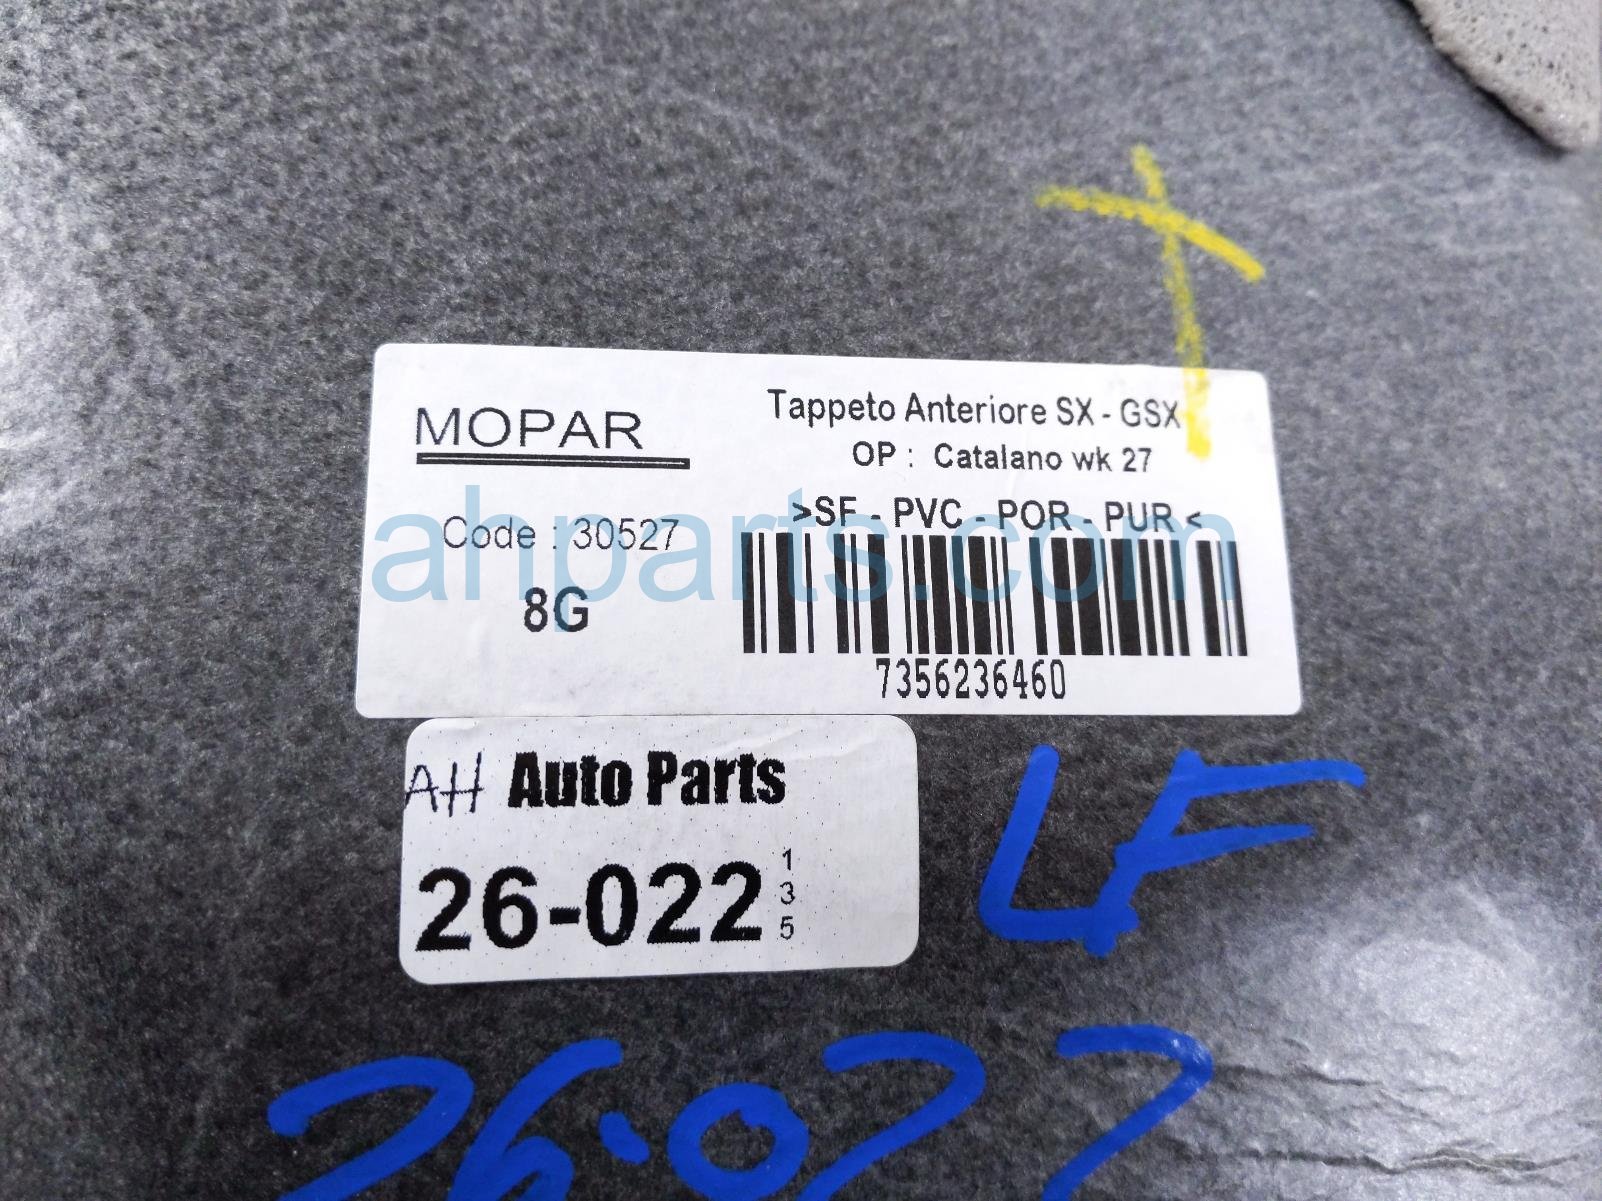 MOPAR
Code : 30527
8G
Tappeto Anteriore SX - GSX
OP : Catalano wk 27
>SF - PVC - POR - PUR <
7356236460
ahparts.com
AH Auto Parts
26-022
1
3
5
LF
26.022